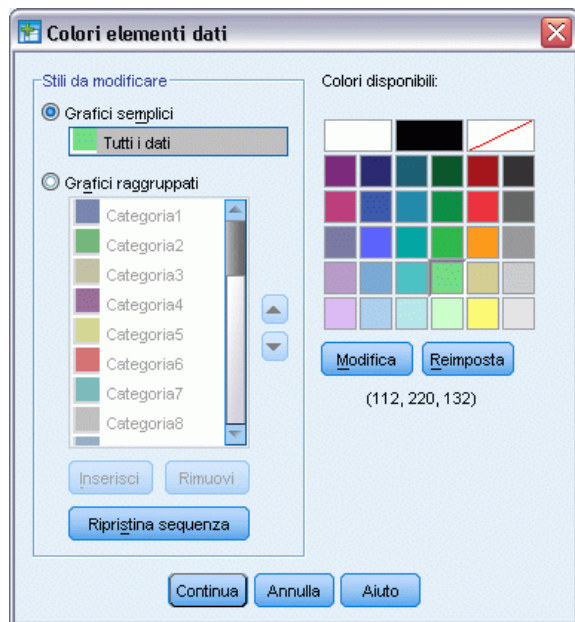 Colori elementi dati
Stili da modificare
Grafici semplici
Tutti i dati
Grafici raggruppati
Categoria1
Categoria2
Categoria3
Categoria4
Categoria5
Categoria6
Categoria7
Categoria8
Inserisci
Rimuovi
Ripristina sequenza
Colori disponibili:
Modifica
Reimposta
(112, 220, 132)
Continua
Annulla
Aiuto